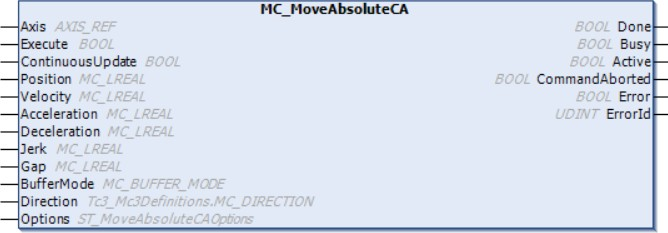 MC_MoveAbsoluteCA
Axis AXIS_REF BOOL Done
Execute BOOL BOOL Busy
ContinuousUpdate BOOL BOOL Active
Position MC_LREAL BOOL CommandAborted
Velocity MC_LREAL BOOL Error
Acceleration MC_LREAL UDINT ErrorId
Deceleration MC_LREAL
Jerk MC_LREAL
Gap MC_LREAL
BufferMode MC_BUFFER_MODE
Direction Tc3_Mc3Definitions.MC_DIRECTION
Options ST_MoveAbsoluteCAOptions